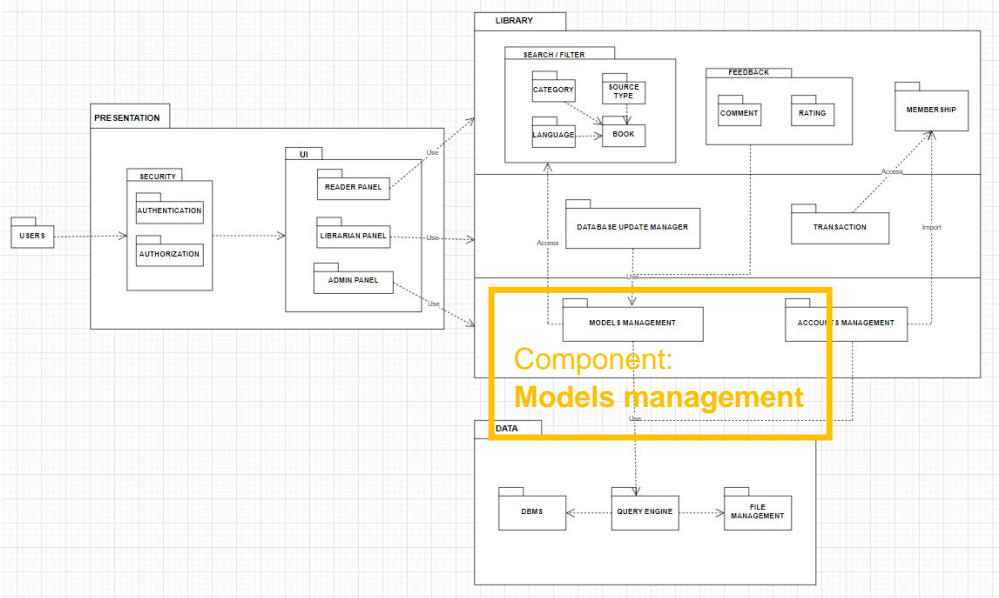 LIBRARY
SEARCH / FILTER
CATEGORY
SOURCE
TYPE
LANGUAGE
BOOK
FEEDBACK
COMMENT
RATING
MEMBERSHIP
PRESENTATION
UI
SECURITY
AUTHENTICATION
AUTHORIZATION
READER PANEL
LIBRARIAN PANEL
ADMIN PANEL
USERS
Use
Use
Use
Access
Access
Import
DATABASE UPDATE MANAGER
TRANSACTION
Use
MODELS MANAGEMENT
ACCOUNTS MANAGEMENT
Component:
Models management
Use
DATA
DBMS
QUERY ENGINE
FILE
MANAGEMENT